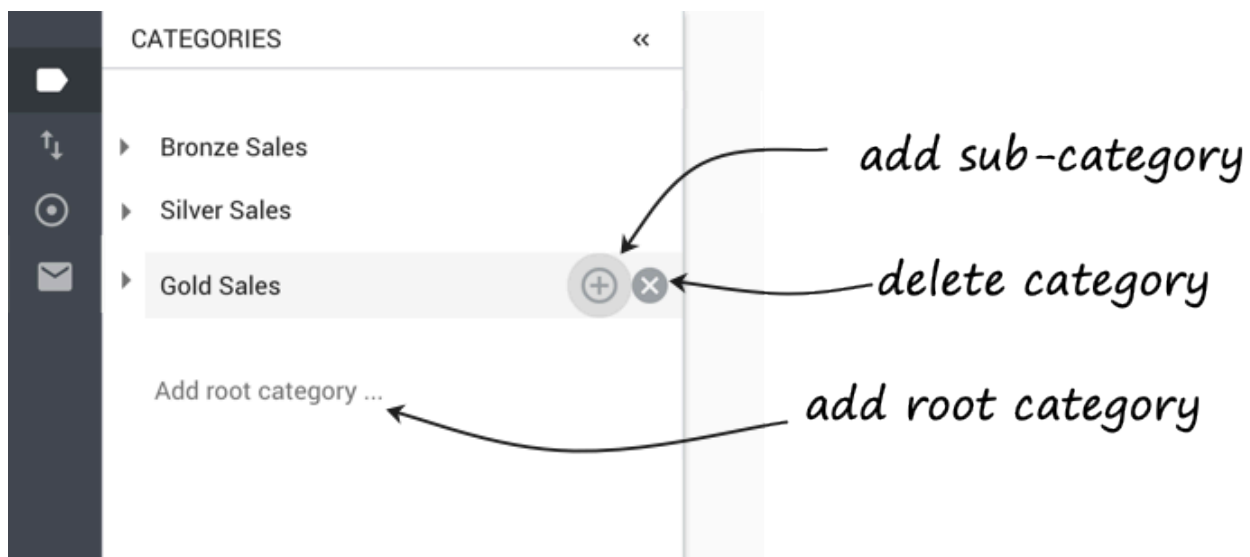 CATEGORIES
Bronze Sales
add sub-category
Silver Sales
Gold Sales
delete category
Add root category ...
add root category